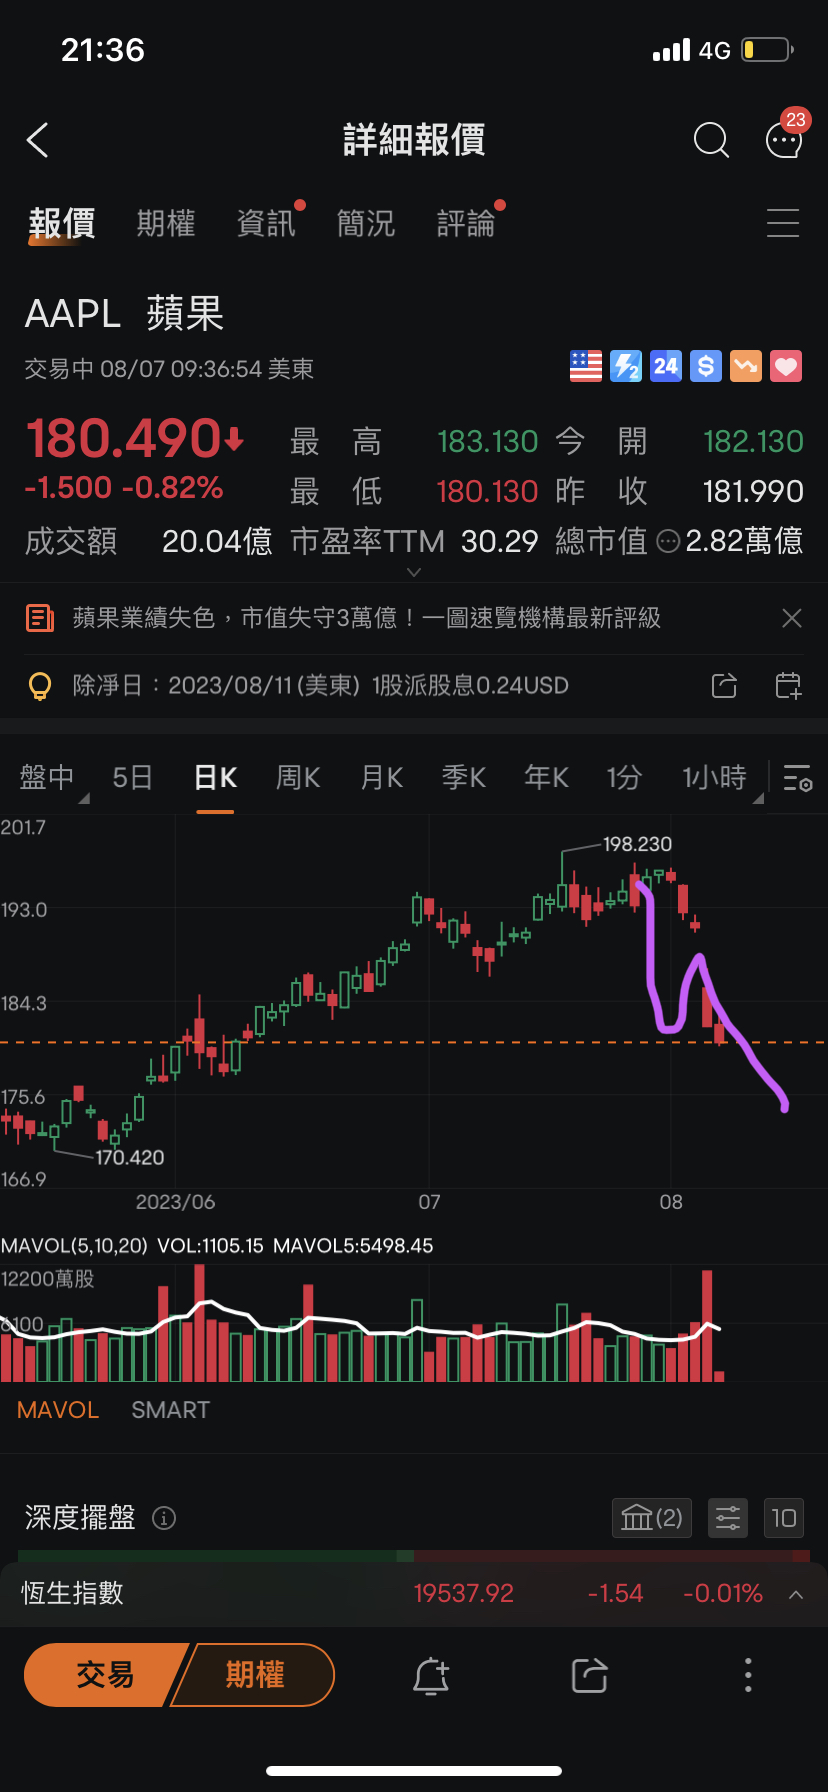 21:36 4G
詳細報價 23
報價 期權 資訊 簡況 評論
AAPL 蘋果
交易中 08/07 09:36:54 美東 2 24 $
180.490 最高 183.130 今開 182.130
-1.500 -0.82% 最低 180.130 昨收 181.990
成交額 20.04億 市盈率TTM 30.29 總市值 2.82萬億
蘋果業績失色,市值失守3萬億!一圖速覽機構最新評級
除淨日:2023/08/11 (美東) 1股派股息0.24USD
盤中 5日 日K 周K 月K 季K 年K 1分 1小時
201.7
198.230
193.0
184.3
175.6
170.420
166.9
2023/06 07 08
MAVOL(5,10,20) VOL:1105.15 MAVOL5:5498.45
12200萬股
6100
MAVOL SMART
深度擺盤 (2) 10
恆生指數 19537.92 -1.54 -0.01%
交易 期權